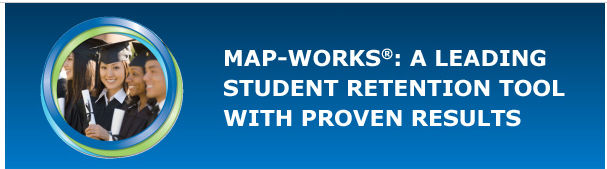 MAP-WORKS®: A LEADING
STUDENT RETENTION TOOL
WITH PROVEN RESULTS